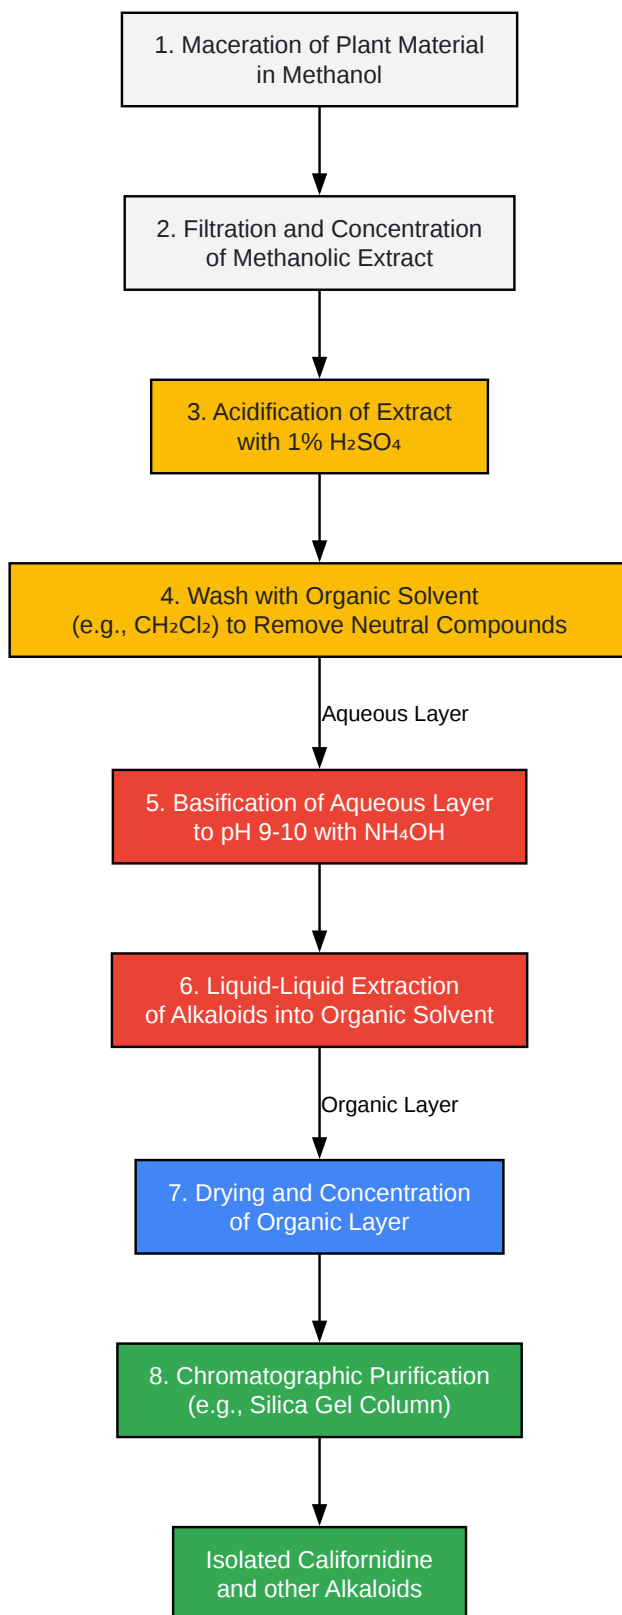 1. Maceration of Plant Material
in Methanol
2. Filtration and Concentration
of Methanolic Extract
3. Acidification of Extract
with 1% H₂SO₄
4. Wash with Organic Solvent
(e.g., CH₂Cl₂) to Remove Neutral Compounds
Aqueous Layer
5. Basification of Aqueous Layer
to pH 9-10 with NH₄OH
6. Liquid-Liquid Extraction
of Alkaloids into Organic Solvent
Organic Layer
7. Drying and Concentration
of Organic Layer
8. Chromatographic Purification
(e.g., Silica Gel Column)
Isolated Californidine
and other Alkaloids